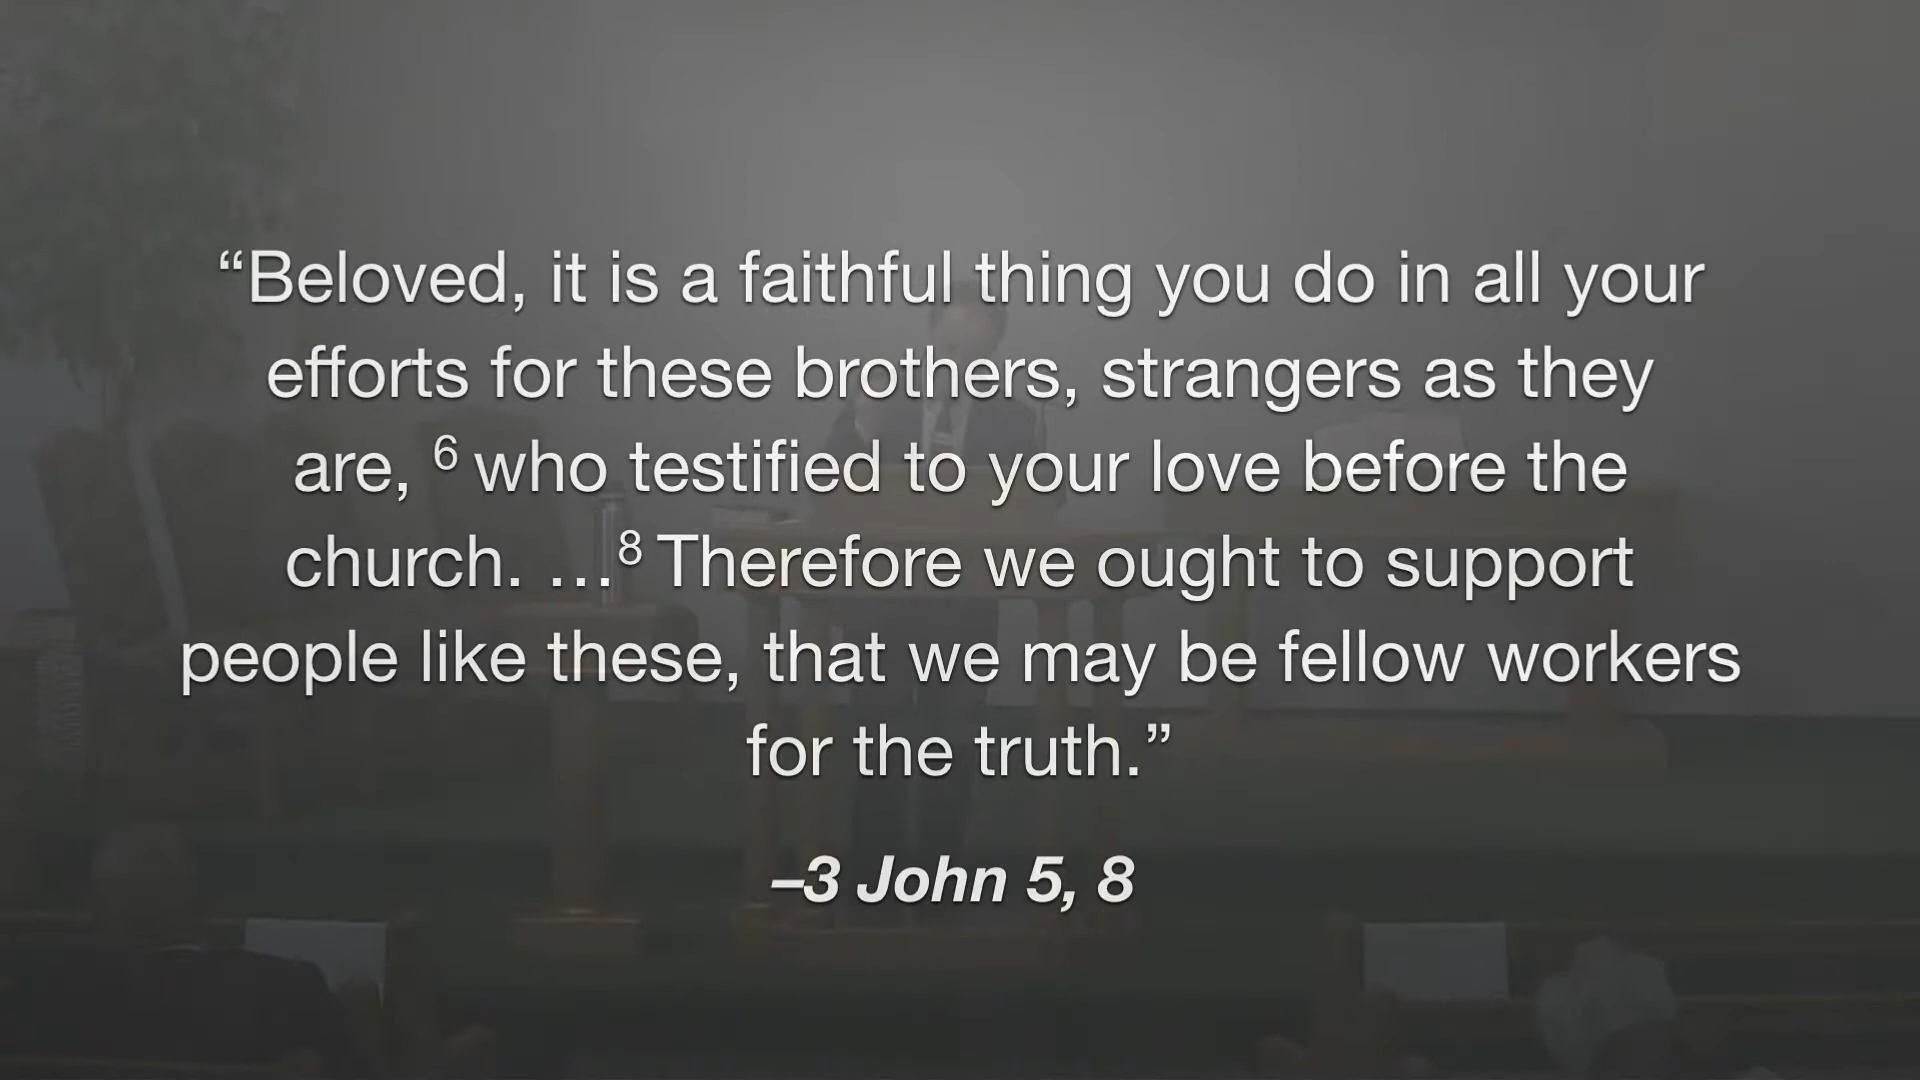 “Beloved, it is a faithful thing you do in all your
efforts for these brothers, strangers as they
are, ⁶ who testified to your love before the
church. …⁸ Therefore we ought to support
people like these, that we may be fellow workers
for the truth.”
–3 John 5, 8